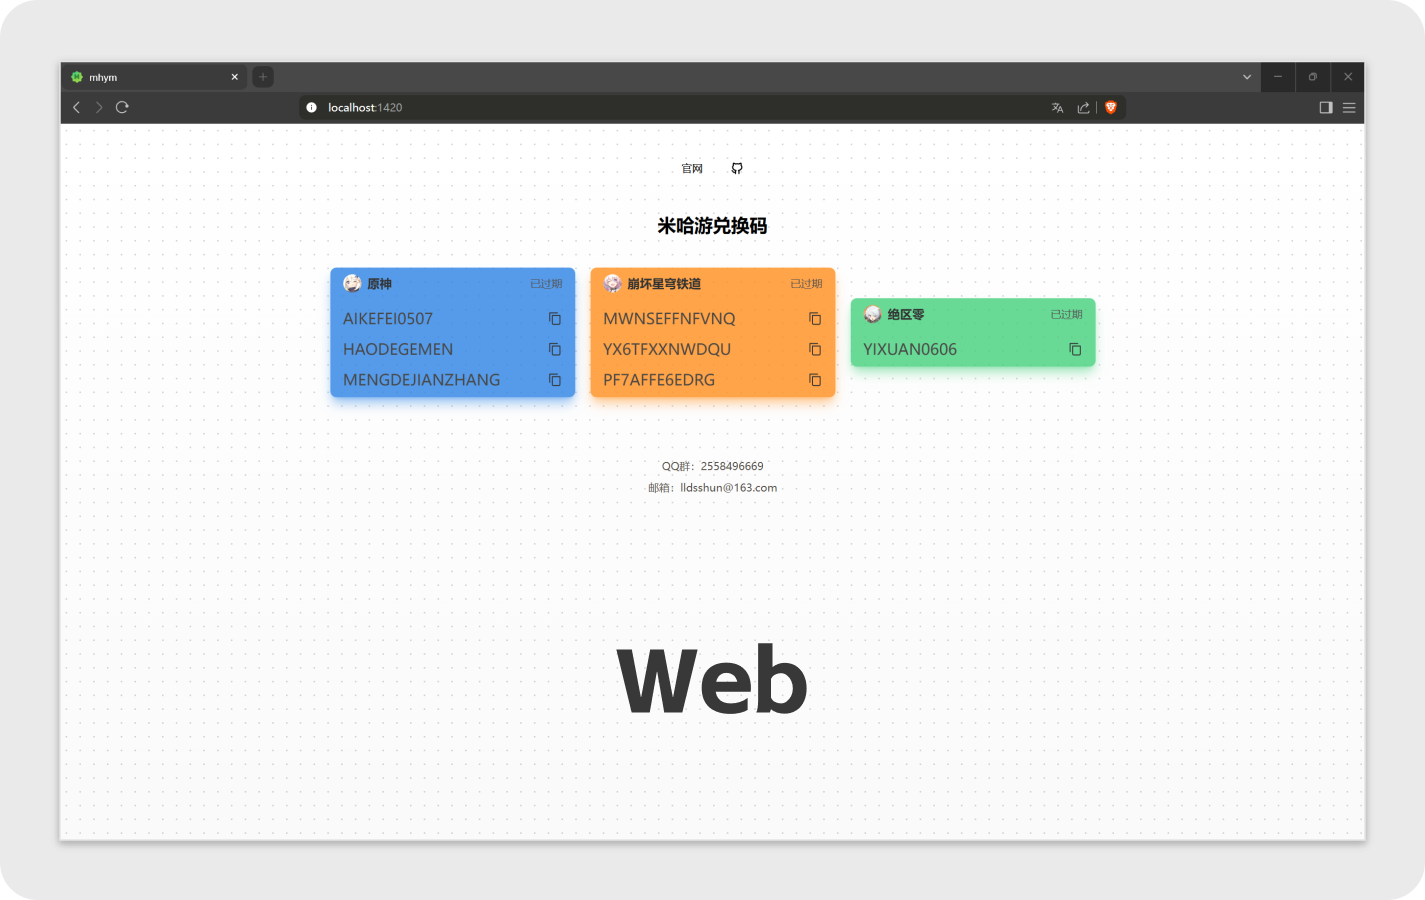 mhym
localhost:1420
官网
米哈游兑换码
原神 已过期
AIKEFEI0507
HAODEGEMEN
MENGDEJIANZHANG
崩坏星穹铁道 已过期
MWNSEFFNFVNQ
YX6TFXXNWDQU
PF7AFFE6EDRG
绝区零 已过期
YIXUAN0606
QQ群：2558496669
邮箱：lldsshun@163.com
Web